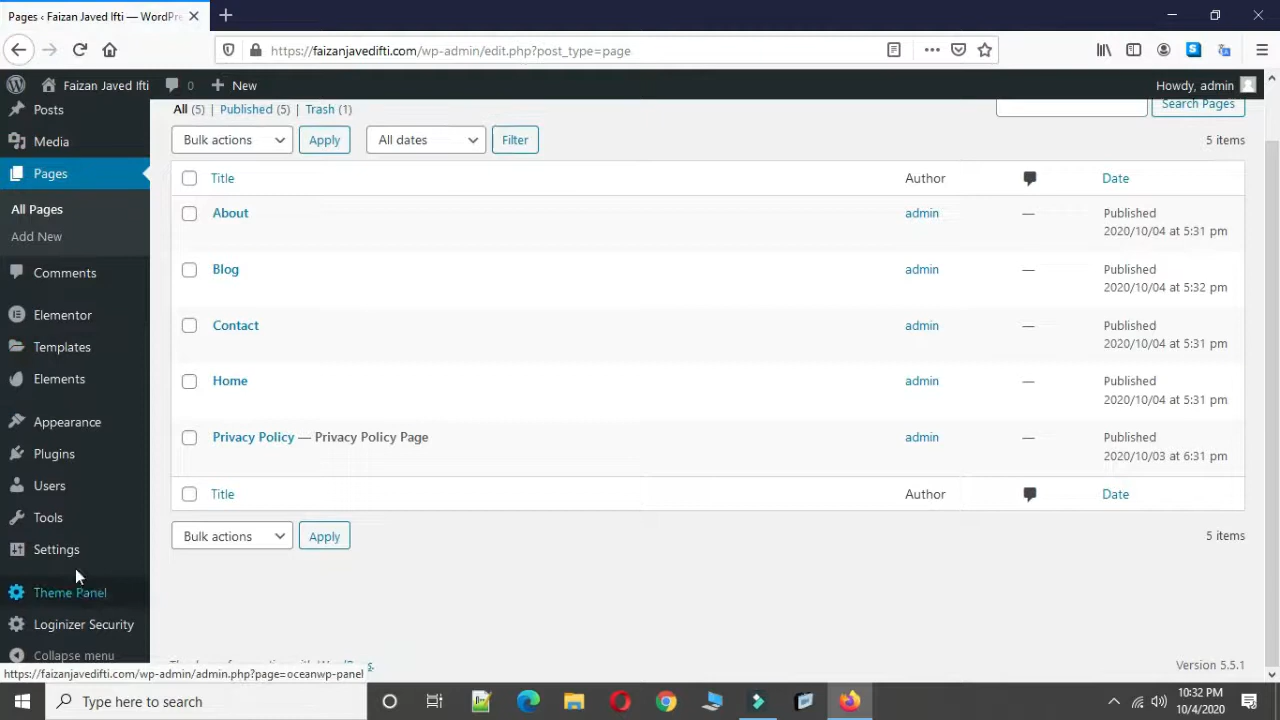 Pages ‹ Faizan Javed Ifti — WordPre
https://faizanjavedifti.com/wp-admin/edit.php?post_type=page
Faizan Javed Ifti 0 New Howdy, admin
Posts
Media
Pages
All Pages
Add New
Comments
Elementor
Templates
Elements
Appearance
Plugins
Users
Tools
Settings
Theme Panel
Loginizer Security
Collapse menu
All (5) | Published (5) | Trash (1) Search Pages
Bulk actions Apply All dates Filter 5 items
Title Author Date
About admin — Published
2020/10/04 at 5:31 pm
Blog admin — Published
2020/10/04 at 5:32 pm
Contact admin — Published
2020/10/04 at 5:31 pm
Home admin — Published
2020/10/04 at 5:31 pm
Privacy Policy — Privacy Policy Page admin — Published
2020/10/03 at 6:31 pm
Title Author Date
Bulk actions Apply 5 items
Version 5.5.1
https://faizanjavedifti.com/wp-admin/admin.php?page=oceanwp-panel
Type here to search
10:32 PM
10/4/2020